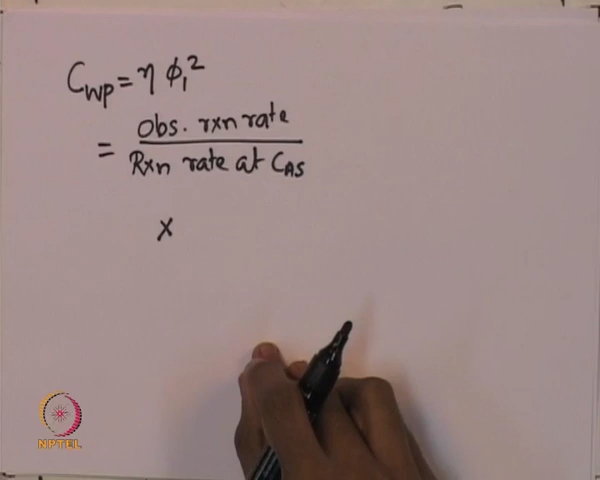 C_WP = η φ₁²
= Obs. rxn rate
Rxn rate at C_AS
x
NPTEL